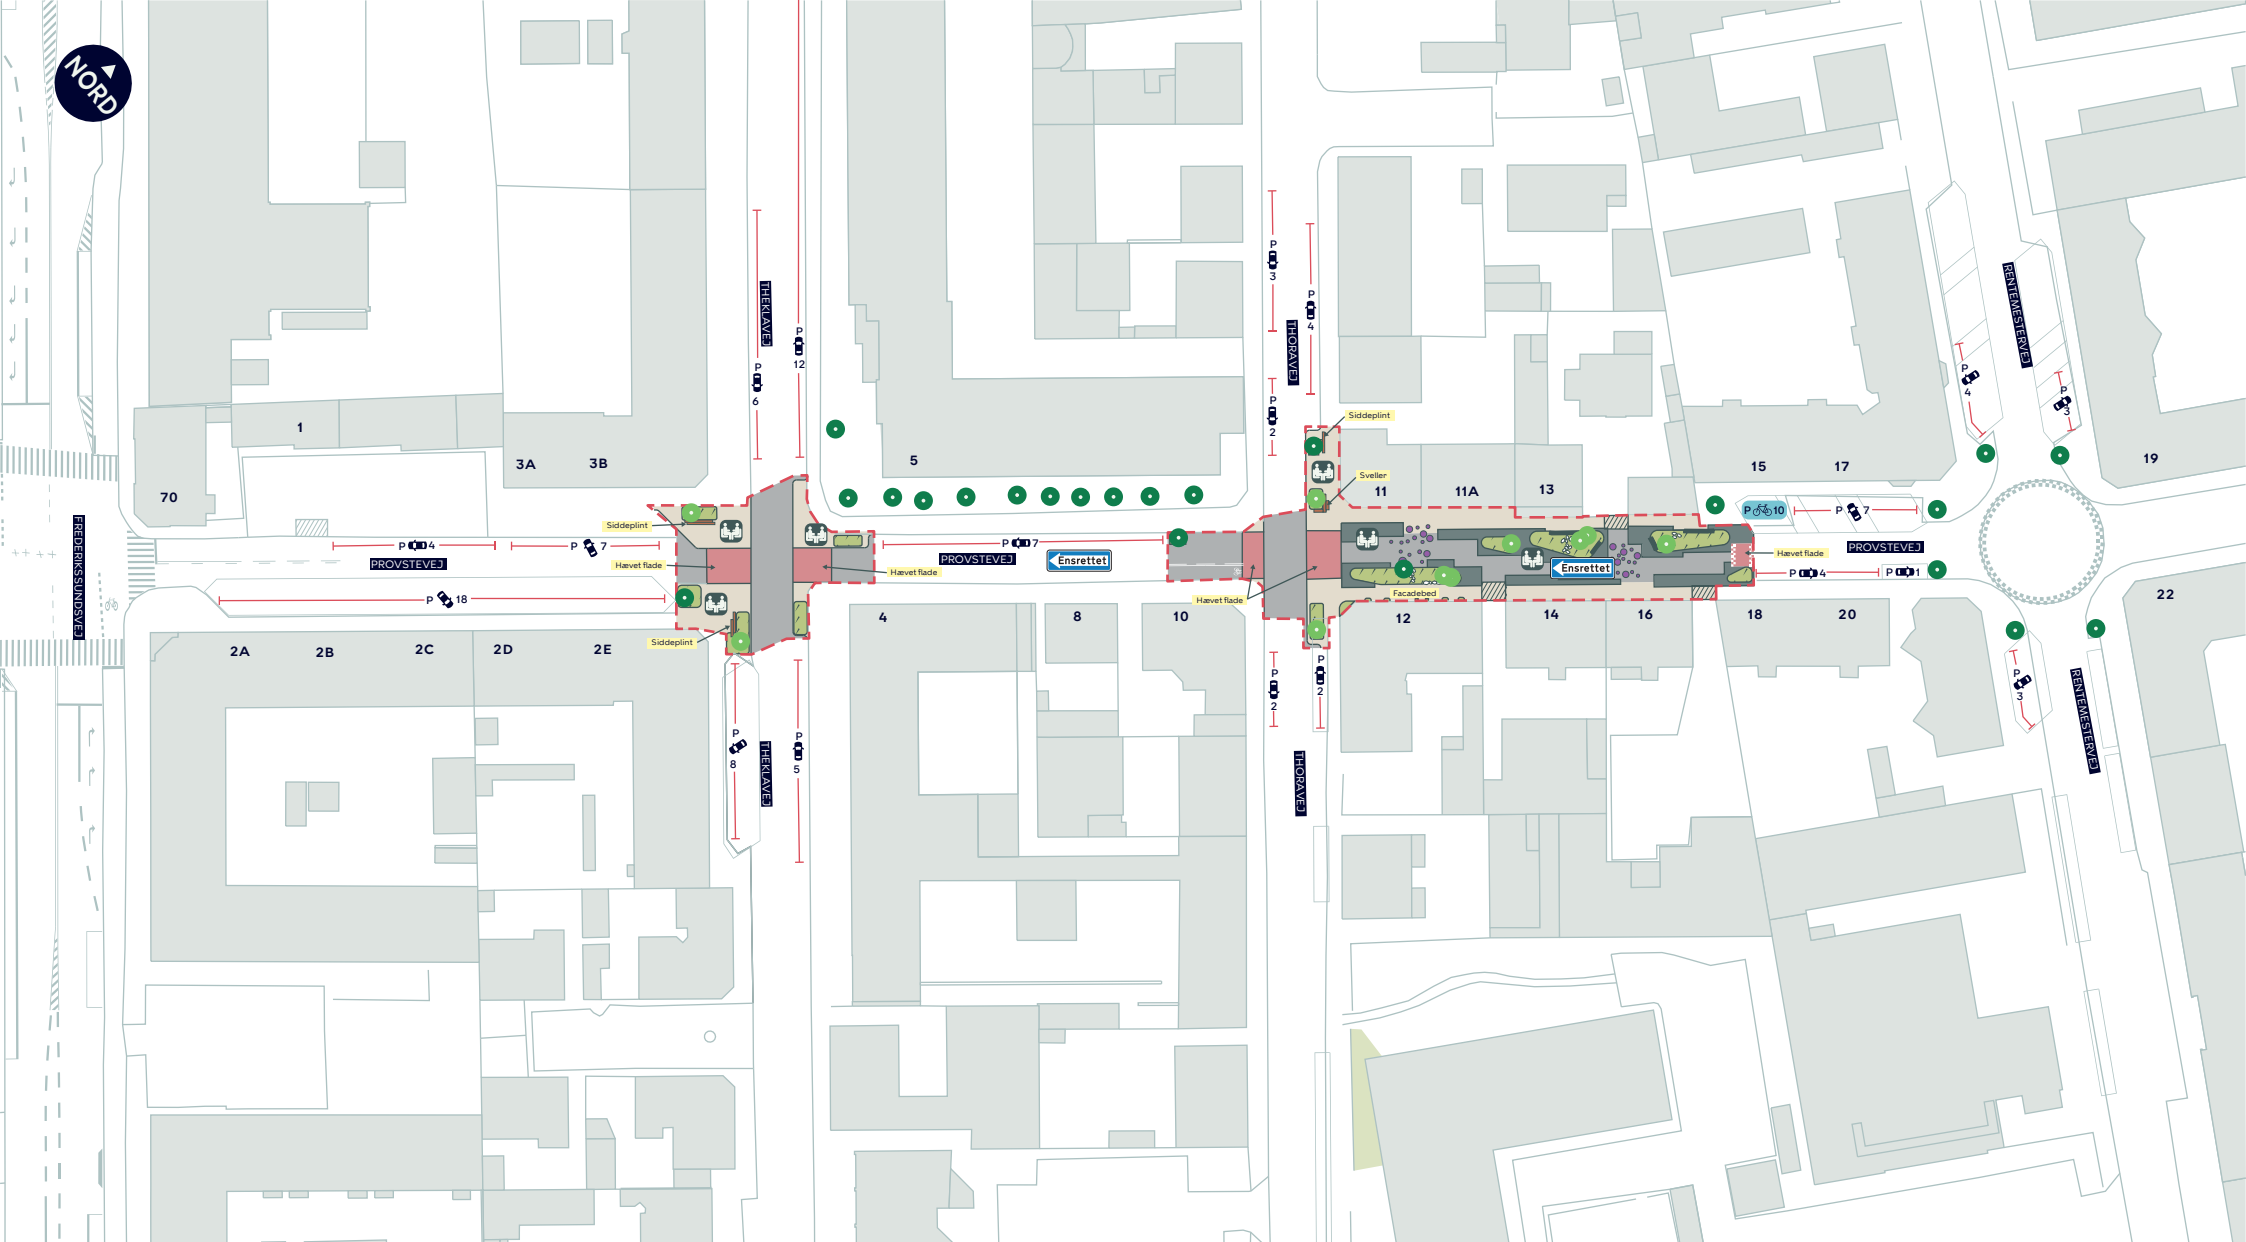 NORD
THEKLAVEJ
P 12
P 6
P 3
P 4
P 2
THORAVEJ
RENTEMESTERVEJ
P 4
P 3
Siddeplint
1
3A
3B
5
70
15
17
19
Sveller
11
11A
13
FREDERIKSSUNDSVEJ
Siddeplint
P 10
P 7
P 4
P 7
P 7
PROVSTEVEJ
PROVSTEVEJ
PROVSTEVEJ
Hævet flade
Hævet flade
Hævet flade
Ensrettet
Ensrettet
P 4
P 1
P 18
Hævet flade
Facadebed
22
4
8
10
12
14
16
18
20
2A
2B
2C
2D
2E
Siddeplint
P 8
THEKLAVEJ
P 5
P 2
P 2
THORAVEJ
P 3
RENTEMESTERVEJ